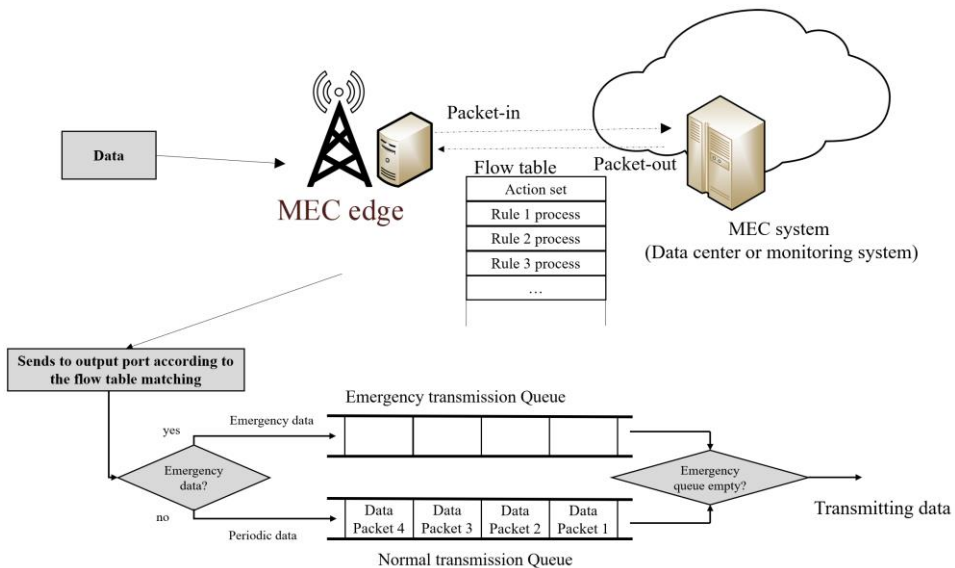 Packet-in
Data
Packet-out
Flow table
MEC edge
Action set
Rule 1 process
Rule 2 process
Rule 3 process
…
MEC system
(Data center or monitoring system)
Sends to output port according to
the flow table matching
Emergency transmission Queue
yes
Emergency data
Emergency
data?
no
Periodic data
Data
Packet 4
Data
Packet 3
Data
Packet 2
Data
Packet 1
Normal transmission Queue
Emergency
queue empty?
Transmitting data